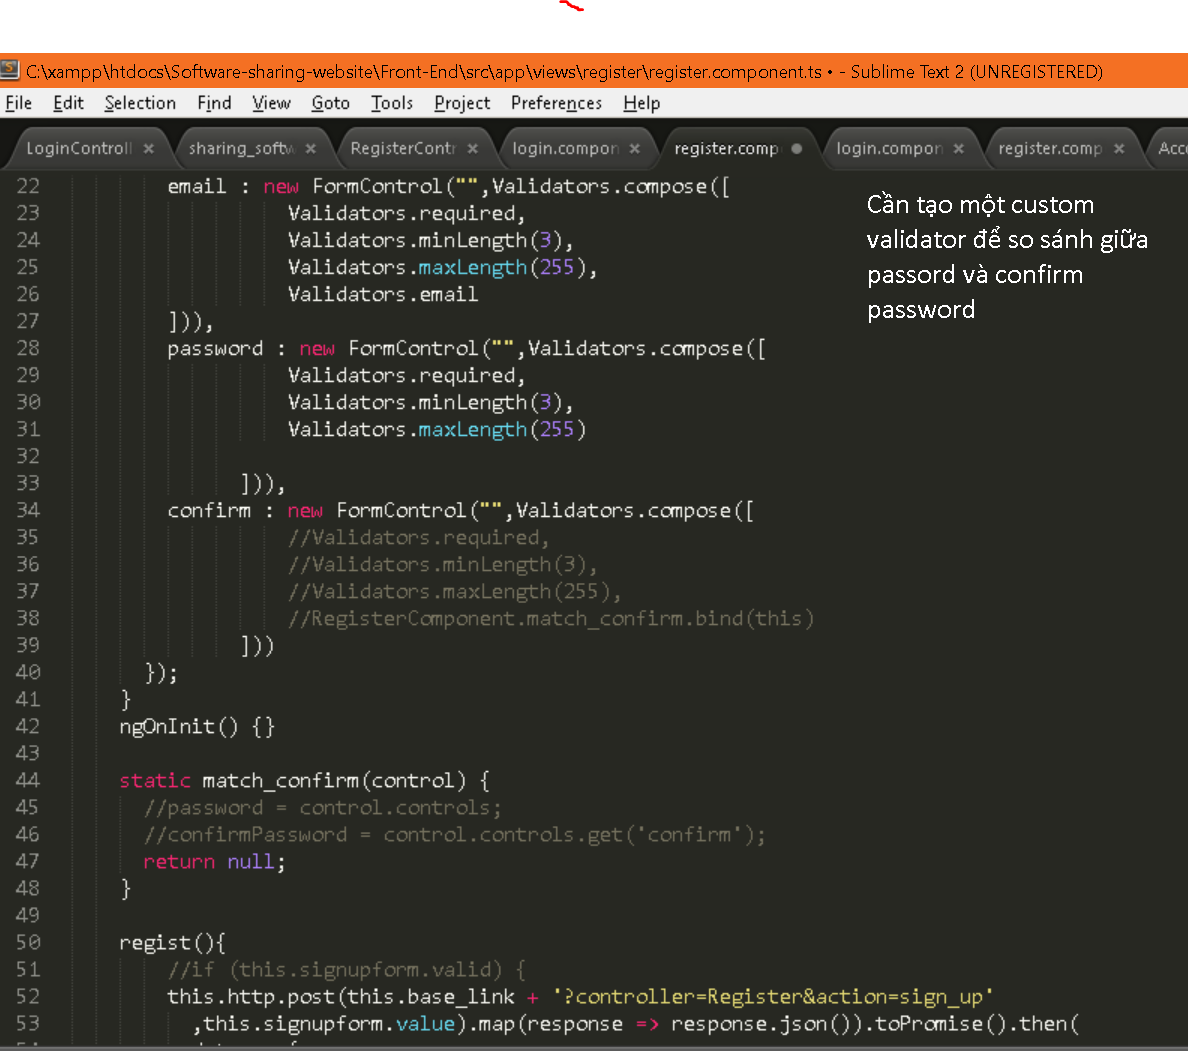 C:\xampp\htdocs\Software-sharing-website\Front-End\src\app\views\register\register.component.ts • - Sublime Text 2 (UNREGISTERED)
File Edit Selection Find View Goto Tools Project Preferences Help
LoginControll × sharing_softw × RegisterContr × login.compon × register.comp ● login.compon × register.comp × Acc
22 email : new FormControl("",Validators.compose([
23 Validators.required,
24 Validators.minLength(3),
25 Validators.maxLength(255),
26 Validators.email
27 ])),
28 password : new FormControl("",Validators.compose([
29 Validators.required,
30 Validators.minLength(3),
31 Validators.maxLength(255)
32
33 ])),
34 confirm : new FormControl("",Validators.compose([
35 //Validators.required,
36 //Validators.minLength(3),
37 //Validators.maxLength(255),
38 //RegisterComponent.match_confirm.bind(this)
39 ]))
40 });
41 }
42 ngOnInit() {}
43
44 static match_confirm(control) {
45 //password = control.controls;
46 //confirmPassword = control.controls.get('confirm');
47 return null;
48 }
49
50 regist(){
51 //if (this.signupform.valid) {
52 this.http.post(this.base_link + '?controller=Register&action=sign_up'
53 ,this.signupform.value).map(response => response.json()).toPromise().then(
Cần tạo một custom
validator để so sánh giữa
passord và confirm
password